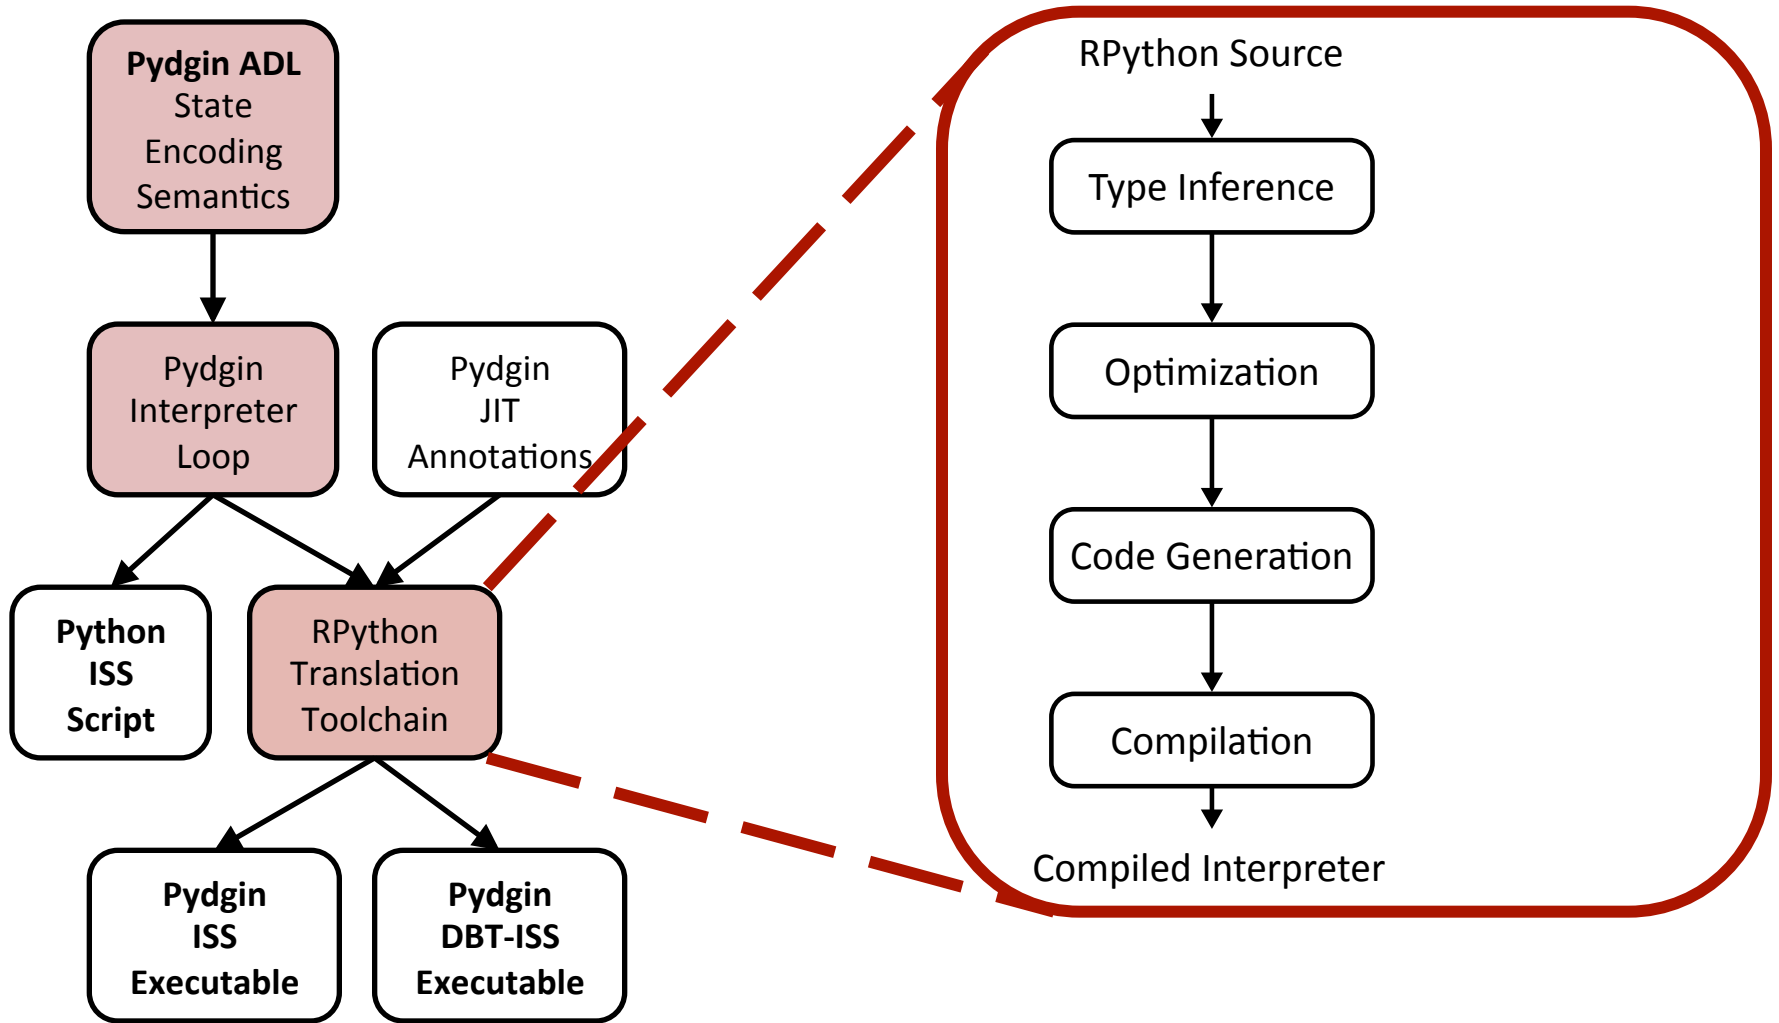 Pydgin ADL
State
Encoding
Semantics
Pydgin
Interpreter
Loop
Pydgin
JIT
Annotations
Python
ISS
Script
RPython
Translation
Toolchain
Pydgin
ISS
Executable
Pydgin
DBT-ISS
Executable
RPython Source
Type Inference
Optimization
Code Generation
Compilation
Compiled Interpreter